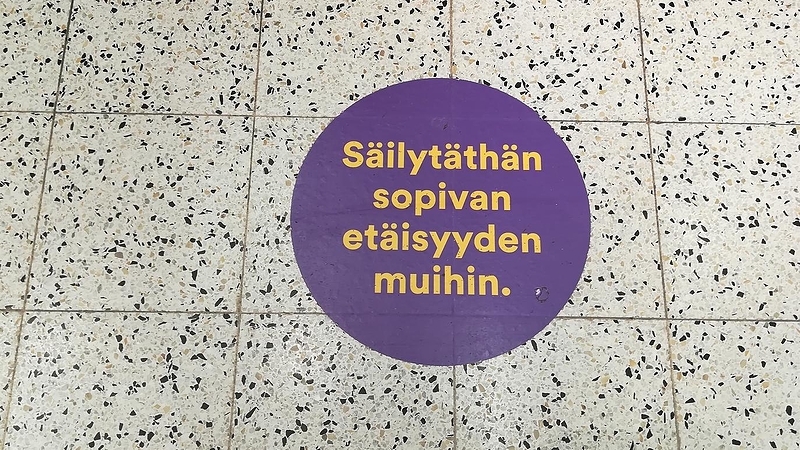 Säilytäthän
sopivan
etäisyyden
muihin.